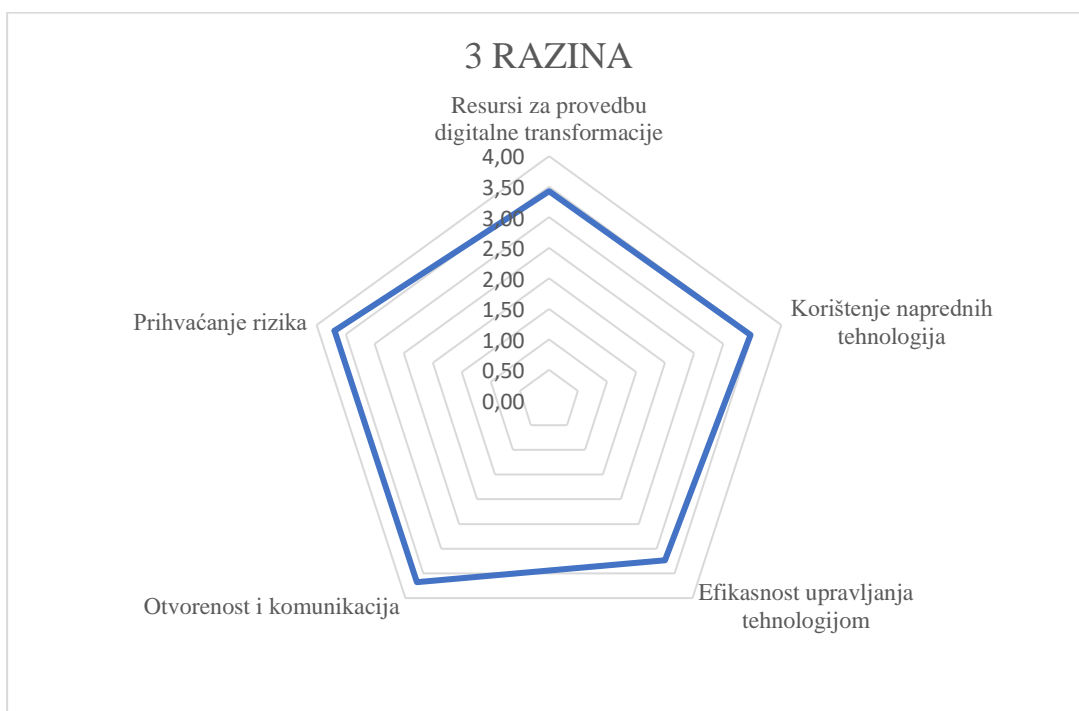 3 RAZINA
Resursi za provedbu
digitalne transformacije
4,00
3,50
3,00
2,50
2,00
1,50
1,00
0,50
0,00
Prihvaćanje rizika
Korištenje naprednih
tehnologija
Otvorenost i komunikacija
Efikasnost upravljanja
tehnologijom